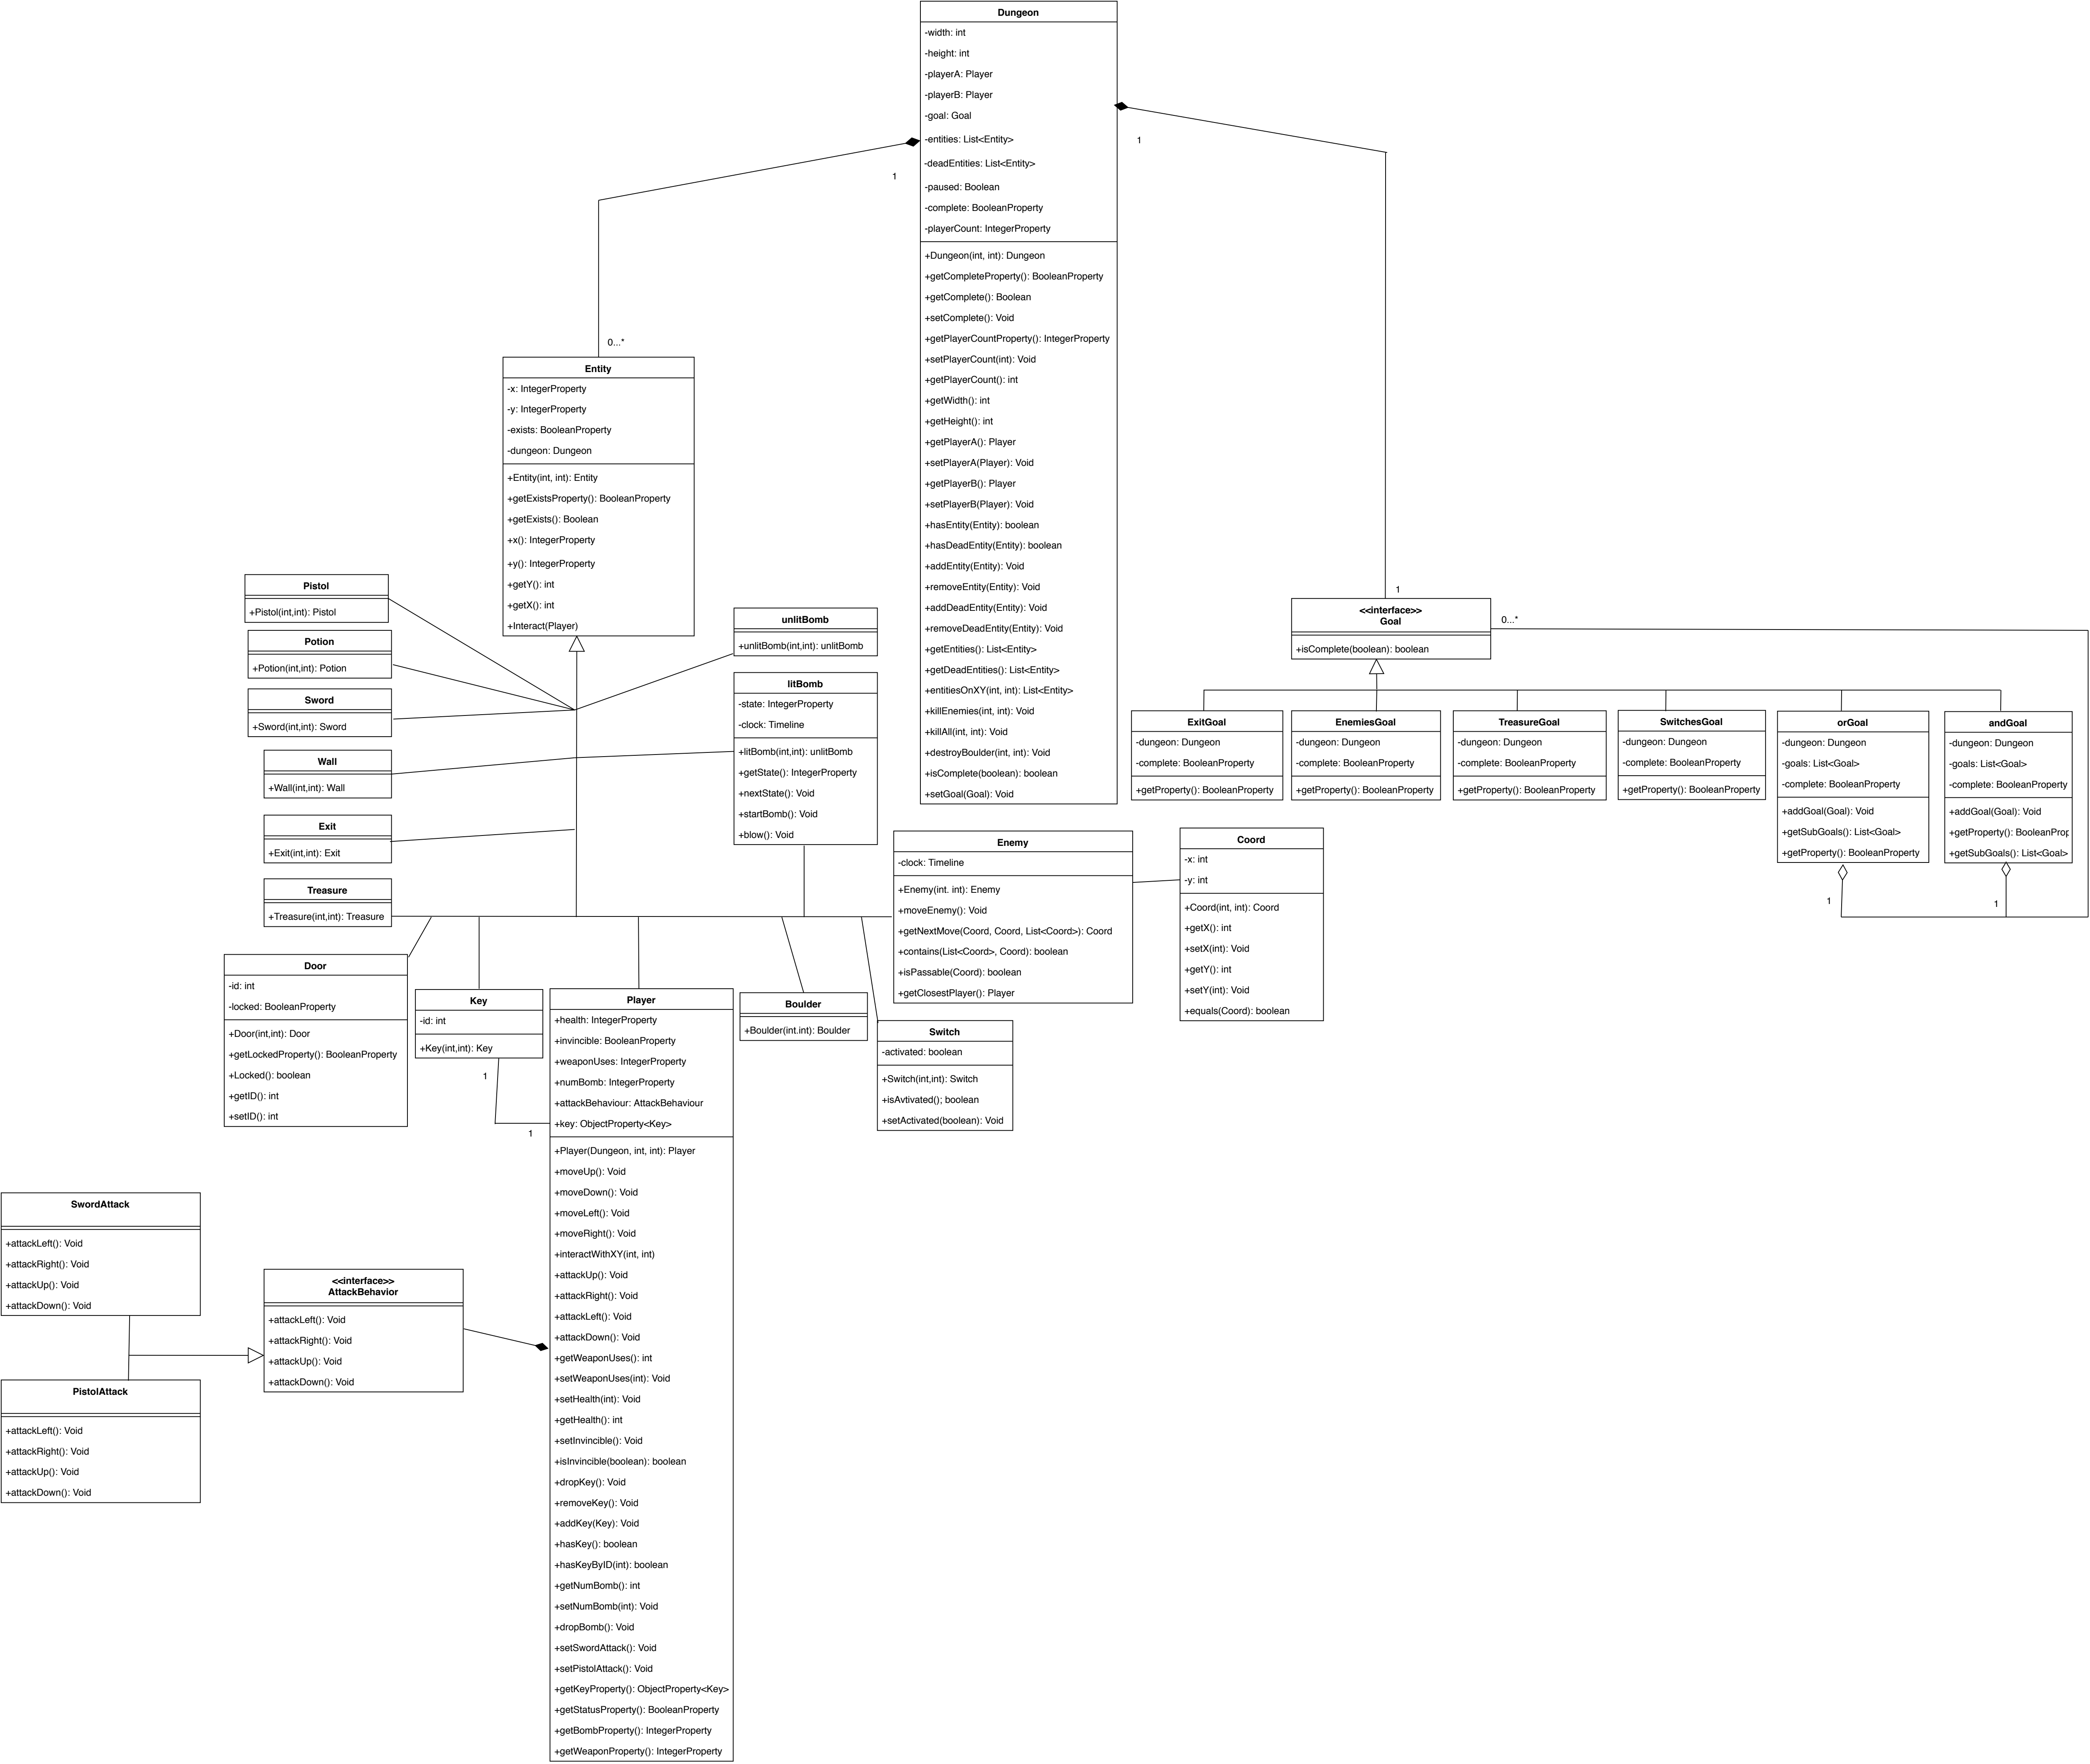 Dungeon
-width: int
-height: int
-playerA: Player
-playerB: Player
-goal: Goal
-entities: List<Entity>
-deadEntities: List<Entity>
-paused: Boolean
-complete: BooleanProperty
-playerCount: IntegerProperty
+Dungeon(int, int): Dungeon
+getCompleteProperty(): BooleanProperty
+getComplete(): Boolean
+setComplete(): Void
+getPlayerCountProperty(): IntegerProperty
+setPlayerCount(int): Void
+getPlayerCount(): int
+getWidth(): int
+getHeight(): int
+getPlayerA(): Player
+setPlayerA(Player): Void
+getPlayerB(): Player
+setPlayerB(Player): Void
+hasEntity(Entity): boolean
+hasDeadEntity(Entity): boolean
+addEntity(Entity): Void
+removeEntity(Entity): Void
+addDeadEntity(Entity): Void
+removeDeadEntity(Entity): Void
+getEntities(): List<Entity>
+getDeadEntities(): List<Entity>
+entitiesOnXY(int, int): List<Entity>
+killEnemies(int, int): Void
+killAll(int, int): Void
+destroyBoulder(int, int): Void
+isComplete(boolean): boolean
+setGoal(Goal): Void
1
1
0...*
Entity
-x: IntegerProperty
-y: IntegerProperty
-exists: BooleanProperty
-dungeon: Dungeon
+Entity(int, int): Entity
+getExistsProperty(): BooleanProperty
+getExists(): Boolean
+x(): IntegerProperty
+y(): IntegerProperty
+getY(): int
+getX(): int
+Interact(Player)
Pistol
+Pistol(int,int): Pistol
Potion
+Potion(int,int): Potion
Sword
+Sword(int,int): Sword
Wall
+Wall(int,int): Wall
Exit
+Exit(int,int): Exit
Treasure
+Treasure(int,int): Treasure
unlitBomb
+unlitBomb(int,int): unlitBomb
litBomb
-state: IntegerProperty
-clock: Timeline
+litBomb(int,int): unlitBomb
+getState(): IntegerProperty
+nextState(): Void
+startBomb(): Void
+blow(): Void
1
<<interface>>
Goal
+isComplete(boolean): boolean
0...*
ExitGoal
-dungeon: Dungeon
-complete: BooleanProperty
+getProperty(): BooleanProperty
EnemiesGoal
-dungeon: Dungeon
-complete: BooleanProperty
+getProperty(): BooleanProperty
TreasureGoal
-dungeon: Dungeon
-complete: BooleanProperty
+getProperty(): BooleanProperty
SwitchesGoal
-dungeon: Dungeon
-complete: BooleanProperty
+getProperty(): BooleanProperty
orGoal
-dungeon: Dungeon
-goals: List<Goal>
-complete: BooleanProperty
+addGoal(Goal): Void
+getSubGoals(): List<Goal>
+getProperty(): BooleanProperty
1
andGoal
-dungeon: Dungeon
-goals: List<Goal>
-complete: BooleanProperty
+addGoal(Goal): Void
+getProperty(): BooleanProp
+getSubGoals(): List<Goal>
1
Enemy
-clock: Timeline
+Enemy(int. int): Enemy
+moveEnemy(): Void
+getNextMove(Coord, Coord, List<Coord>): Coord
+contains(List<Coord>, Coord): boolean
+isPassable(Coord): boolean
+getClosestPlayer(): Player
Coord
-x: int
-y: int
+Coord(int, int): Coord
+getX(): int
+setX(int): Void
+getY(): int
+setY(int): Void
+equals(Coord): boolean
Door
-id: int
-locked: BooleanProperty
+Door(int,int): Door
+getLockedProperty(): BooleanProperty
+Locked(): boolean
+getID(): int
+setID(): int
Key
-id: int
+Key(int,int): Key
1
1
Player
+health: IntegerProperty
+invincible: BooleanProperty
+weaponUses: IntegerProperty
+numBomb: IntegerProperty
+attackBehaviour: AttackBehaviour
+key: ObjectProperty<Key>
+Player(Dungeon, int, int): Player
+moveUp(): Void
+moveDown(): Void
+moveLeft(): Void
+moveRight(): Void
+interactWithXY(int, int)
+attackUp(): Void
+attackRight(): Void
+attackLeft(): Void
+attackDown(): Void
+getWeaponUses(): int
+setWeaponUses(int): Void
+setHealth(int): Void
+getHealth(): int
+setInvincible(): Void
+isInvincible(boolean): boolean
+dropKey(): Void
+removeKey(): Void
+addKey(Key): Void
+hasKey(): boolean
+hasKeyByID(int): boolean
+getNumBomb(): int
+setNumBomb(int): Void
+dropBomb(): Void
+setSwordAttack(): Void
+setPistolAttack(): Void
+getKeyProperty(): ObjectProperty<Key>
+getStatusProperty(): BooleanProperty
+getBombProperty(): IntegerProperty
+getWeaponProperty(): IntegerProperty
Boulder
+Boulder(int.int): Boulder
Switch
-activated: boolean
+Switch(int,int): Switch
+isAvtivated(); boolean
+setActivated(boolean): Void
SwordAttack
+attackLeft(): Void
+attackRight(): Void
+attackUp(): Void
+attackDown(): Void
<<interface>>
AttackBehavior
+attackLeft(): Void
+attackRight(): Void
+attackUp(): Void
+attackDown(): Void
PistolAttack
+attackLeft(): Void
+attackRight(): Void
+attackUp(): Void
+attackDown(): Void